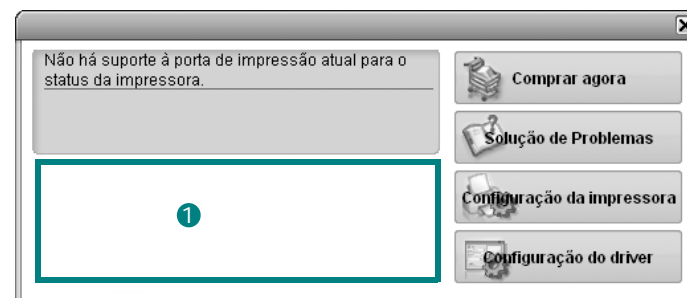 Não há suporte à porta de impressão atual para o
status da impressora.
Comprar agora
Solução de Problemas
1
Configuração da impressora
Configuração do driver